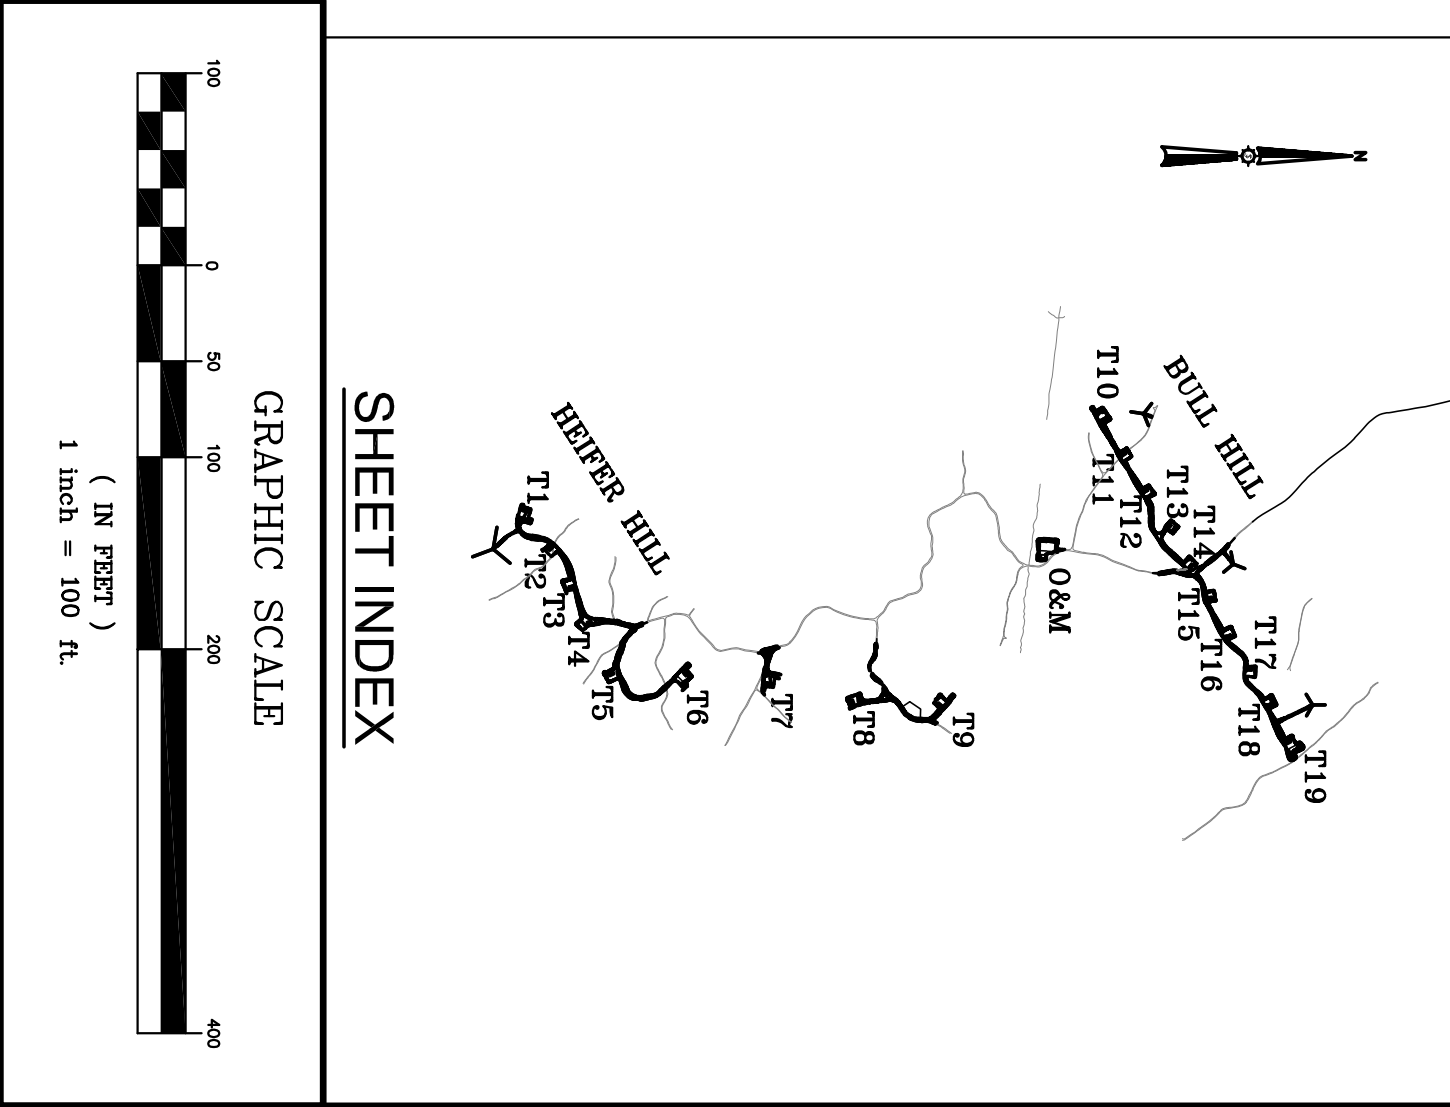 N
BULL HILL
T10
T11
T12
T13
T14
T15
T16
T17
T18
T19
O&M
T9
T8
T7
HEIFER HILL
T6
T5
T4
T3
T2
T1
SHEET INDEX
GRAPHIC SCALE
100 0 50 100 200 400
( IN FEET )
1 inch = 100 ft.